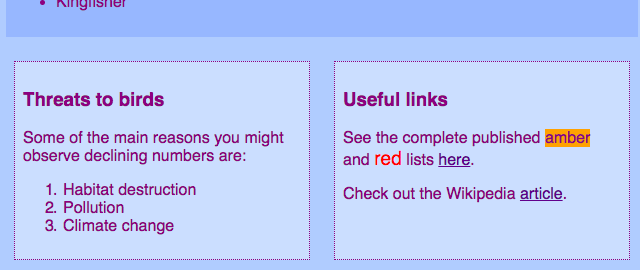 Kingfisher
Threats to birds
Some of the main reasons you might
observe declining numbers are:
1. Habitat destruction
2. Pollution
3. Climate change
Useful links
See the complete published amber
and red lists here.
Check out the Wikipedia article.